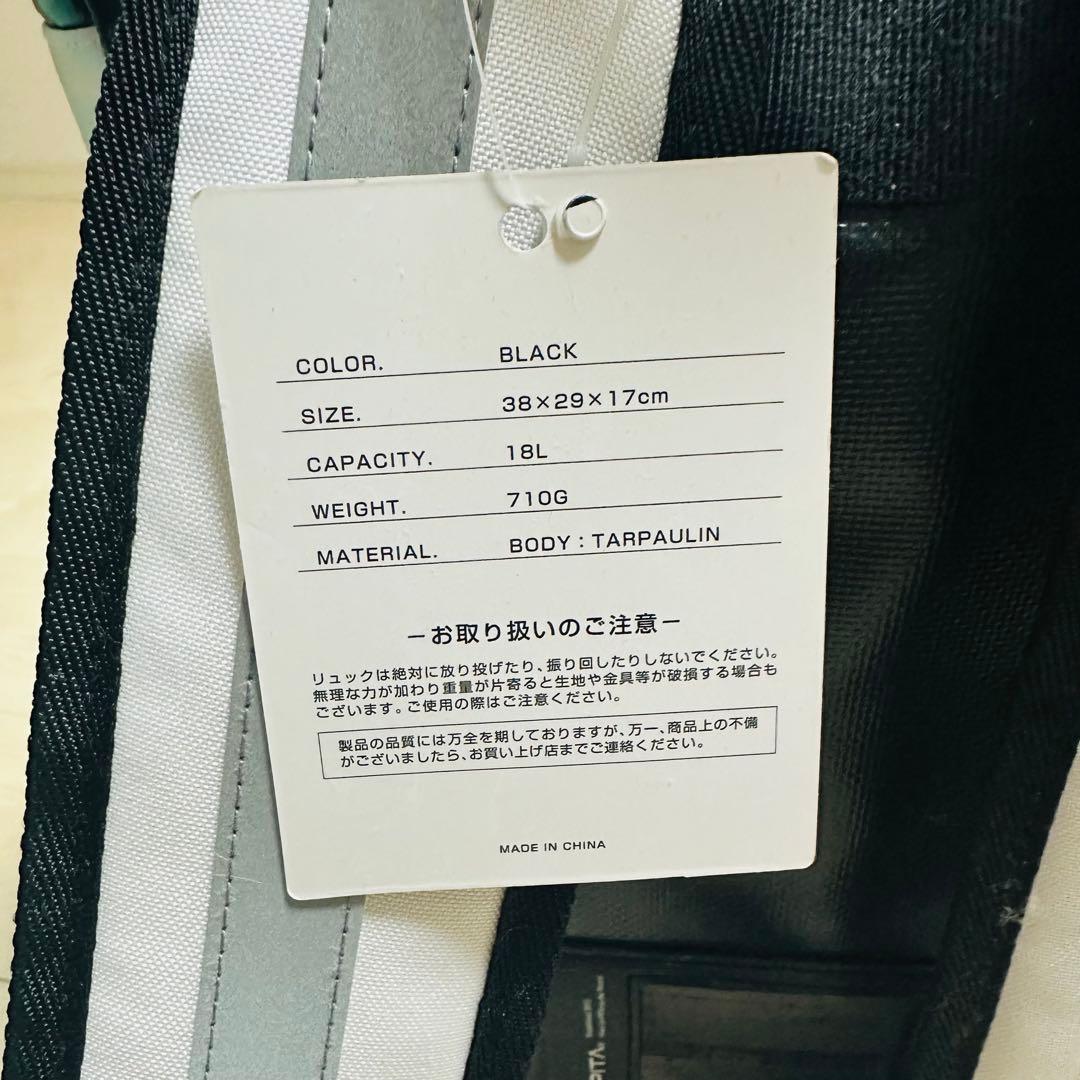 COLOR. BLACK
SIZE. 38×29×17cm
CAPACITY. 18L
WEIGHT. 710G
MATERIAL. BODY：TARPAULIN
－お取り扱いのご注意－
リュックは絶対に放り投げたり、振り回したりしないでください。
無理な力が加わり重量が片寄ると生地や金具等が破損する場合も
ございます。ご使用の際はご注意ください。
製品の品質には万全を期しておりますが、万一、商品上の不備
がございましたら、お買い上げ店までご連絡ください。
MADE IN CHINA